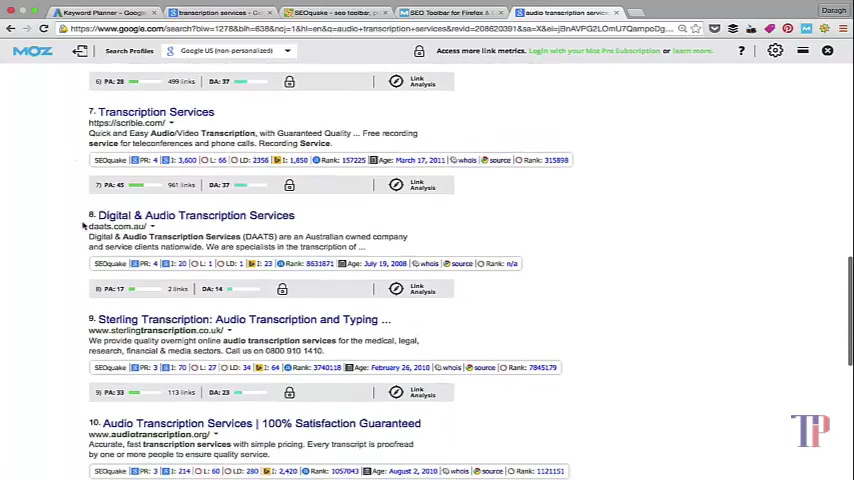 Keyword Planner – Google
transcription services - G
SEOquake - seo toolbar,
SEO Toolbar for Firefox &
audio transcription service
Daragh
https://www.google.com/search?biw=1278&bih=638&noj=1&hl=en&q=audio+transcription+services&revid=208620391&sa=X&ei=
MOZ
Search Profiles
Google US (non-personalized)
Access more link metrics. Login with your Moz Pro Subscription or learn more.
?
6) PA: 28 499 links DA: 37 Link Analysis
7. Transcription Services
https://scribie.com/
Quick and Easy Audio/Video Transcription, with Guaranteed Quality ... Free recording
service for teleconferences and phone calls. Recording Service.
SEOquake PR: 4 I: 3,600 L: 66 LD: 2356 I: 1,850 Rank: 157225 Age: March 17, 2011 whois source Rank: 315898
7) PA: 45 961 links DA: 37 Link Analysis
8. Digital & Audio Transcription Services
daats.com.au/
Digital & Audio Transcription Services (DAATS) are an Australian owned company
and service clients nationwide. We are specialists in the transcription of ...
SEOquake PR: 4 I: 20 L: 1 LD: 1 I: 23 Rank: 8631671 Age: July 19, 2008 whois source Rank: n/a
8) PA: 17 2 links DA: 14 Link Analysis
9. Sterling Transcription: Audio Transcription and Typing ...
www.sterlingtranscription.co.uk/
We provide quality overnight online audio transcription services for the medical, legal,
research, financial & media sectors. Call us on 0800 910 1410.
SEOquake PR: 3 I: 70 L: 27 LD: 34 I: 64 Rank: 3740118 Age: February 26, 2010 whois source Rank: 7845179
9) PA: 33 113 links DA: 23 Link Analysis
10. Audio Transcription Services | 100% Satisfaction Guaranteed
www.audiotranscription.org/
Accurate, fast transcription services with simple pricing. Every transcript is proofread
by one or more people to ensure quality service.
SEOquake PR: 3 I: 214 L: 60 LD: 280 I: 2,420 Rank: 1057043 Age: August 2, 2010 whois source Rank: 1121151
TP